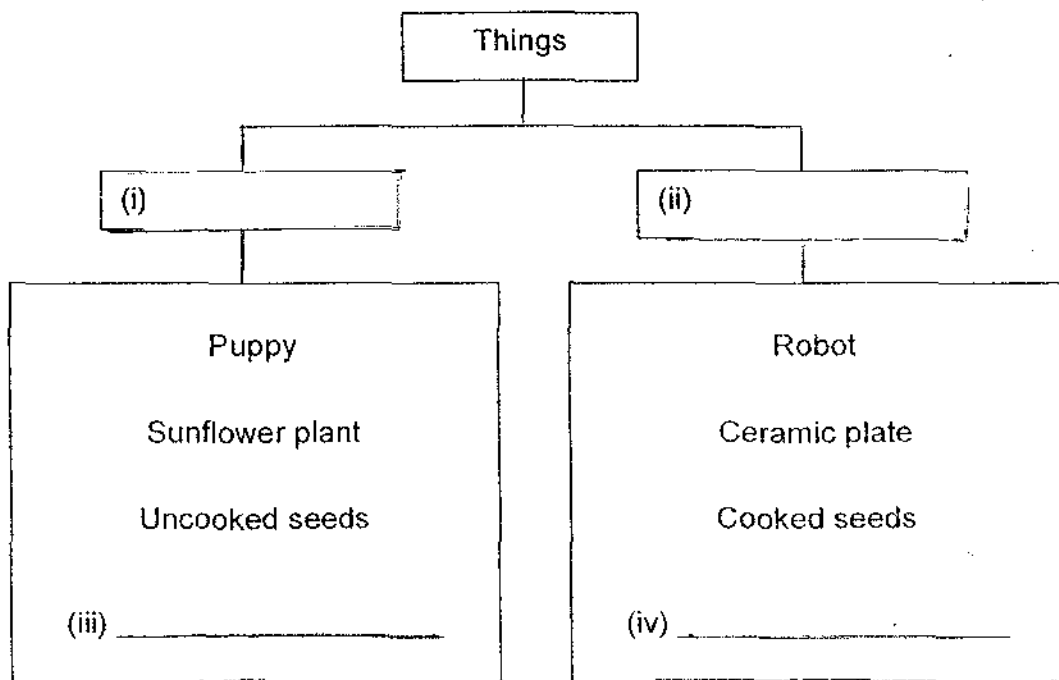 Things
(i)
(ii)
Puppy
Sunflower plant
Uncooked seeds
(iii)
Robot
Ceramic plate
Cooked seeds
(iv)